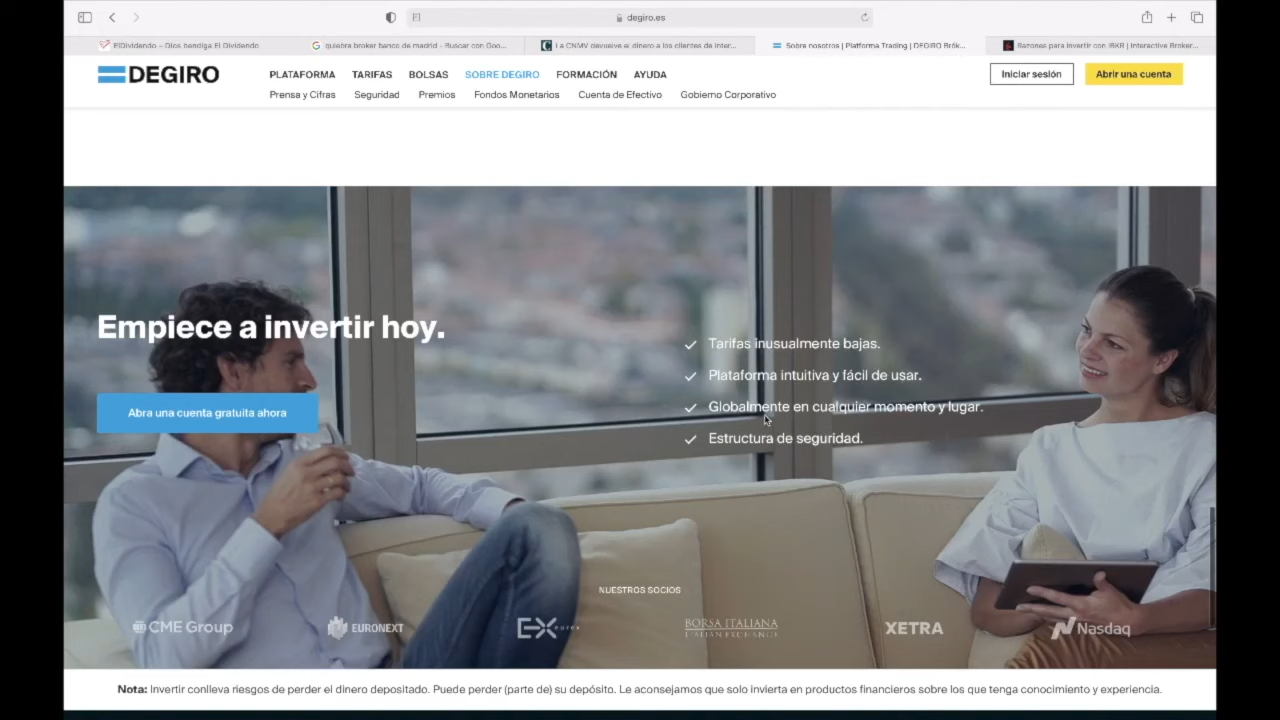 degiro.es
ElDividendo – Dios bendiga El Dividendo
quiebra broker banco de madrid - Buscar con Goo...
La CNMV devuelve el dinero a los clientes de Inter...
Sobre nosotros | Platforma Trading | DEGIRO Brók...
Razones para invertir con IBKR | Interactive Broker...
DEGIRO
PLATAFORMA TARIFAS BOLSAS SOBRE DEGIRO FORMACIÓN AYUDA
Iniciar sesión
Abrir una cuenta
Prensa y Cifras Seguridad Premios Fondos Monetarios Cuenta de Efectivo Gobierno Corporativo
Empiece a invertir hoy.
Abra una cuenta gratuita ahora
Tarifas inusualmente bajas.
Plataforma intuitiva y fácil de usar.
Globalmente en cualquier momento y lugar.
Estructura de seguridad.
NUESTROS SOCIOS
CME Group
EURONEXT
EX eurex
BORSA ITALIANA
ITALIAN EXCHANGE
XETRA
Nasdaq
Nota: Invertir conlleva riesgos de perder el dinero depositado. Puede perder (parte de) su depósito. Le aconsejamos que solo invierta en productos financieros sobre los que tenga conocimiento y experiencia.